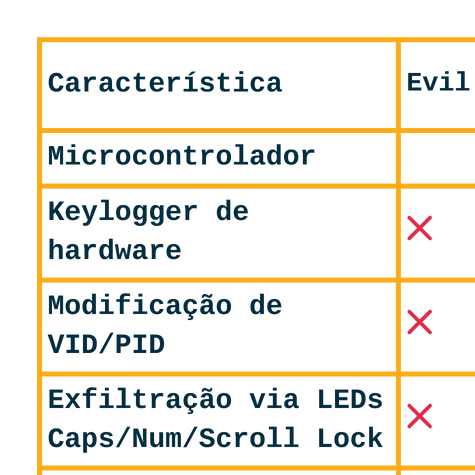 Característica
Evil
Microcontrolador
Keylogger de
hardware
Modificação de
VID/PID
Exfiltração via LEDs
Caps/Num/Scroll Lock